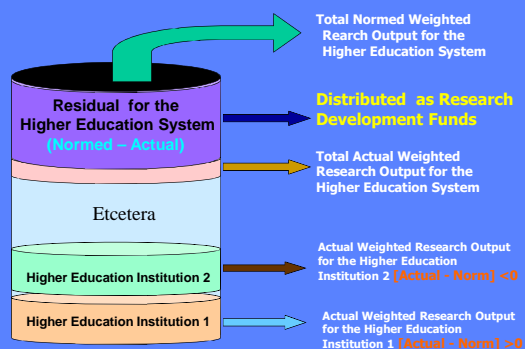 Total Normed Weighted
Rearch Output for the
Higher Education System
Residual for the
Higher Education System
(Normed – Actual)
Distributed as Research
Development Funds
Total Actual Weighted
Research Output for the
Higher Education System
Etcetera
Higher Education Institution 2
Actual Weighted Research Output
for the Higher Education
Institution 2 [Actual - Norm] <0
Higher Education Institution 1
Actual Weighted Research Output
for the Higher Education
Institution 1 [Actual - Norm] >0